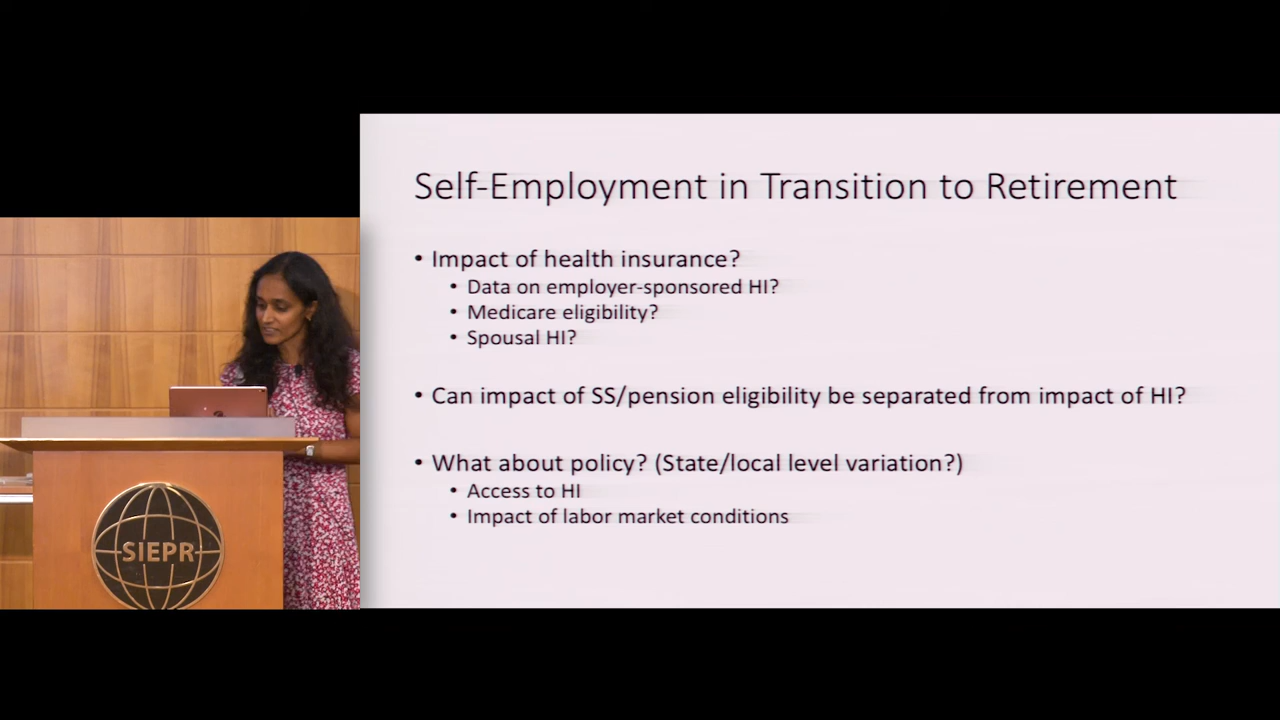 Self-Employment in Transition to Retirement
• Impact of health insurance?
• Data on employer-sponsored HI?
• Medicare eligibility?
• Spousal HI?
• Can impact of SS/pension eligibility be separated from impact of HI?
• What about policy? (State/local level variation?)
• Access to HI
• Impact of labor market conditions
SIEPR